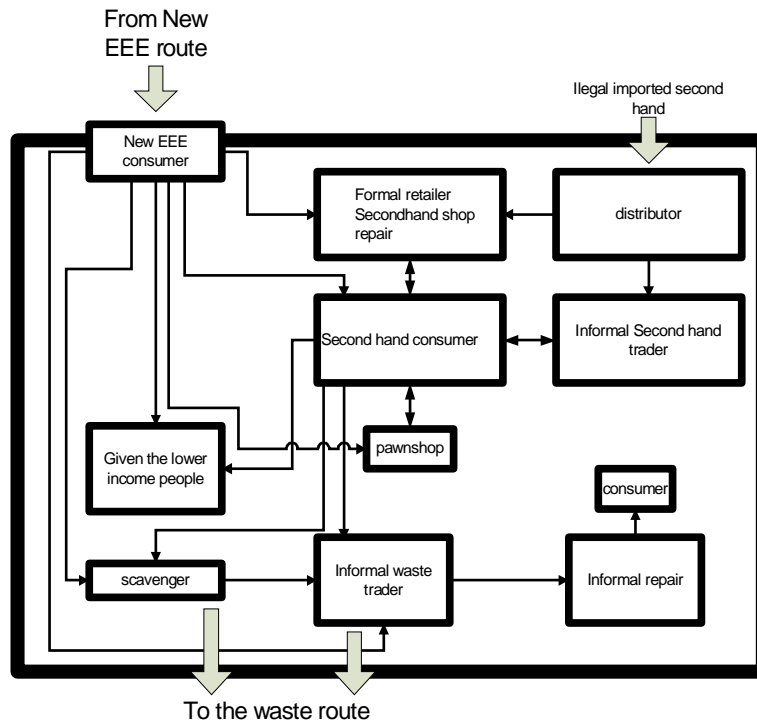 From New
EEE route
Ilegal imported second
hand
New EEE
consumer
Formal retailer
Secondhand shop
repair
distributor
Second hand consumer
Informal Second hand
trader
Given the lower
income people
pawnshop
consumer
scavenger
Informal waste
trader
Informal repair
To the waste route